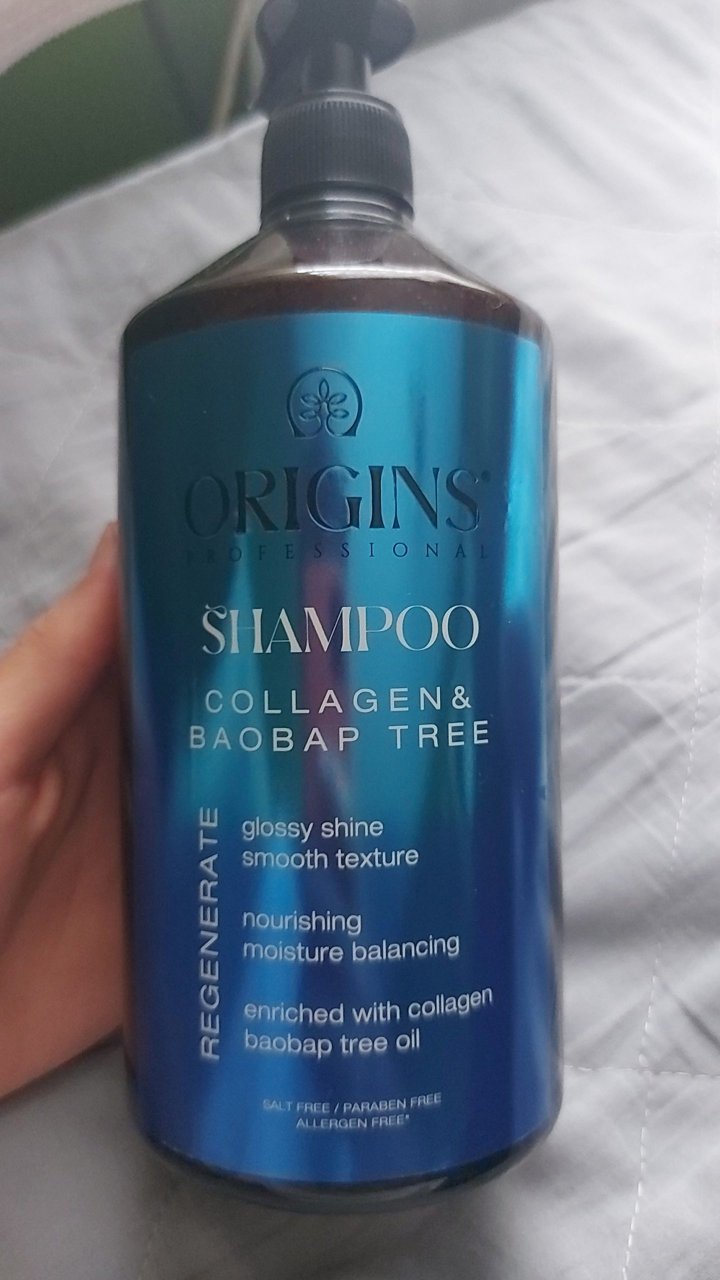 ORIGINS®
PROFESSIONAL
SHAMPOO
COLLAGEN &
BAOBAP TREE
REGENERATE
glossy shine
smooth texture
nourishing
moisture balancing
enriched with collagen
baobap tree oil
SALT FREE / PARABEN FREE
ALLERGEN FREE*